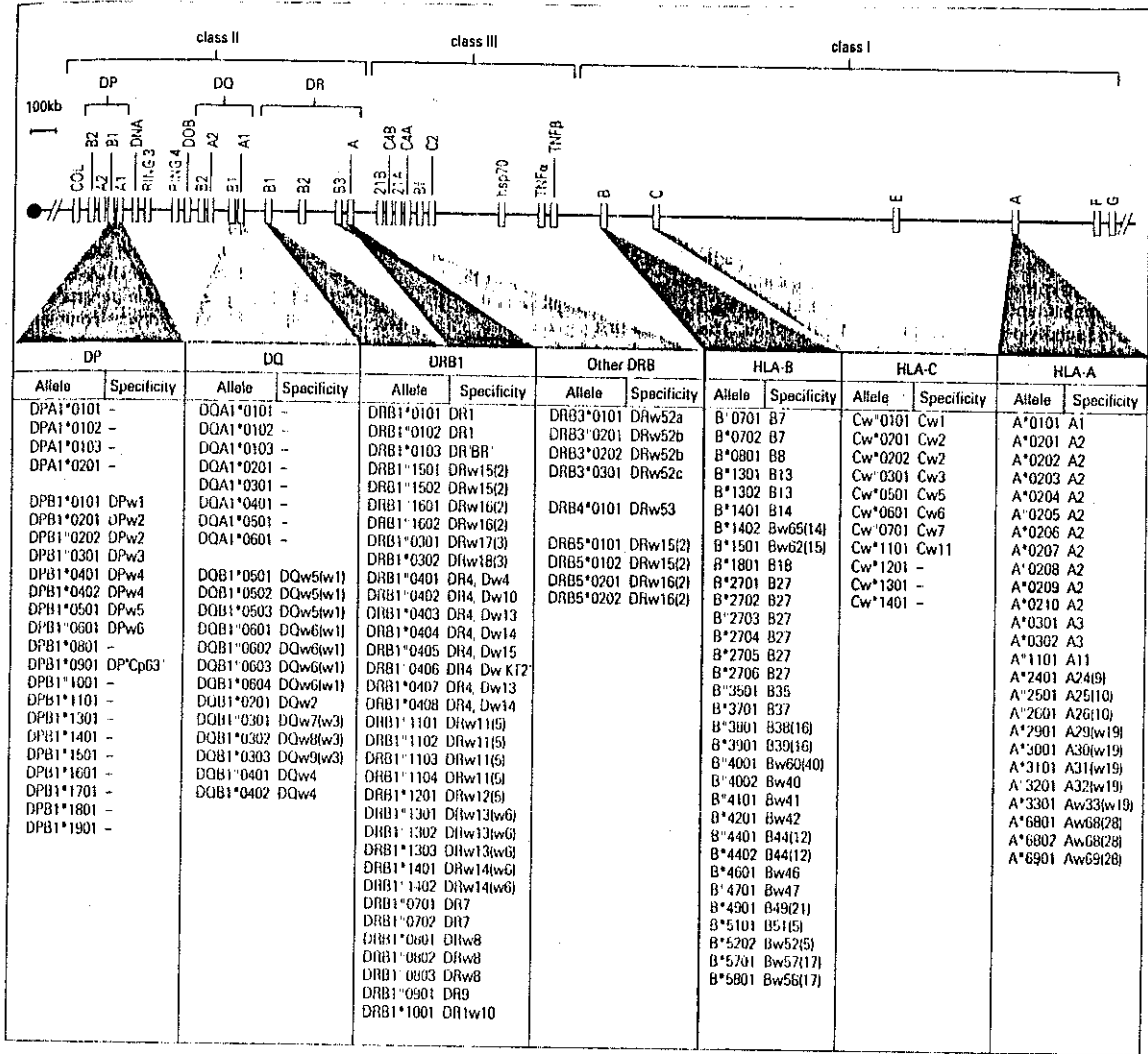 class II class III class I
DP DQ DR
100kb
COL B2 A2 B1 A1 DNA RING 3 RING 4 DOB B2 A2 B1 A1 B1 B2 B3 A 21B C4B 21A C4A Bf C2 hsp70 TNFα TNFβ B C E A F G
DP
Allele Specificity
DPA1*0101 -
DPA1*0102 -
DPA1*0103 -
DPA1*0201 -
DPB1*0101 DPw1
DPB1*0201 DPw2
DPB1*0202 DPw2
DPB1*0301 DPw3
DPB1*0401 DPw4
DPB1*0402 DPw4
DPB1*0501 DPw5
DPB1*0601 DPw6
DPB1*0801 -
DPB1*0901 DP'Cp63'
DPB1*1001 -
DPB1*1101 -
DPB1*1301 -
DPB1*1401 -
DPB1*1501 -
DPB1*1601 -
DPB1*1701 -
DPB1*1801 -
DPB1*1901 -
DQ
Allele Specificity
DQA1*0101 -
DQA1*0102 -
DQA1*0103 -
DQA1*0201 -
DQA1*0301 -
DQA1*0401 -
DQA1*0501 -
DQA1*0601 -
DQB1*0501 DQw5(w1)
DQB1*0502 DQw5(w1)
DQB1*0503 DQw5(w1)
DQB1*0601 DQw6(w1)
DQB1*0602 DQw6(w1)
DQB1*0603 DQw6(w1)
DQB1*0604 DQw6(w1)
DQB1*0201 DQw2
DQB1*0301 DQw7(w3)
DQB1*0302 DQw8(w3)
DQB1*0303 DQw9(w3)
DQB1*0401 DQw4
DQB1*0402 DQw4
DRB1
Allele Specificity
DRB1*0101 DR1
DRB1*0102 DR1
DRB1*0103 DR'BR'
DRB1*1501 DRw15(2)
DRB1*1502 DRw15(2)
DRB1*1601 DRw16(2)
DRB1*1602 DRw16(2)
DRB1*0301 DRw17(3)
DRB1*0302 DRw18(3)
DRB1*0401 DR4, Dw4
DRB1*0402 DR4, Dw10
DRB1*0403 DR4, Dw13
DRB1*0404 DR4, Dw14
DRB1*0405 DR4, Dw15
DRB1*0406 DR4, Dw'KT2'
DRB1*0407 DR4, Dw13
DRB1*0408 DR4, Dw14
DRB1*1101 DRw11(5)
DRB1*1102 DRw11(5)
DRB1*1103 DRw11(5)
DRB1*1104 DRw11(5)
DRB1*1201 DRw12(5)
DRB1*1301 DRw13(w6)
DRB1*1302 DRw13(w6)
DRB1*1303 DRw13(w6)
DRB1*1401 DRw14(w6)
DRB1*1402 DRw14(w6)
DRB1*0701 DR7
DRB1*0702 DR7
DRB1*0801 DRw8
DRB1*0802 DRw8
DRB1*0803 DRw8
DRB1*0901 DR9
DRB1*1001 DR1w10
Other DRB
Allele Specificity
DRB3*0101 DRw52a
DRB3*0201 DRw52b
DRB3*0202 DRw52b
DRB3*0301 DRw52c
DRB4*0101 DRw53
DRB5*0101 DRw15(2)
DRB5*0102 DRw15(2)
DRB5*0201 DRw16(2)
DRB5*0202 DRw16(2)
HLA-B
Allele Specificity
B*0701 B7
B*0702 B7
B*0801 B8
B*1301 B13
B*1302 B13
B*1401 B14
B*1402 Bw65(14)
B*1501 Bw62(15)
B*1801 B18
B*2701 B27
B*2702 B27
B*2703 B27
B*2704 B27
B*2705 B27
B*2706 B27
B*3501 B35
B*3701 B37
B*3801 B38(16)
B*3901 B39(16)
B*4001 Bw60(40)
B*4002 Bw40
B*4101 Bw41
B*4201 Bw42
B*4401 B44(12)
B*4402 B44(12)
B*4601 Bw46
B*4701 Bw47
B*4901 B49(21)
B*5101 B51(5)
B*5202 Bw52(5)
B*5701 Bw57(17)
B*5801 Bw58(17)
HLA-C
Allele Specificity
Cw*0101 Cw1
Cw*0201 Cw2
Cw*0202 Cw2
Cw*0301 Cw3
Cw*0501 Cw5
Cw*0601 Cw6
Cw*0701 Cw7
Cw*1101 Cw11
Cw*1201 -
Cw*1301 -
Cw*1401 -
HLA-A
Allele Specificity
A*0101 A1
A*0201 A2
A*0202 A2
A*0203 A2
A*0204 A2
A*0205 A2
A*0206 A2
A*0207 A2
A*0208 A2
A*0209 A2
A*0210 A2
A*0301 A3
A*0302 A3
A*1101 A11
A*2401 A24(9)
A*2501 A25(10)
A*2601 A26(10)
A*2901 A29(w19)
A*3001 A30(w19)
A*3101 A31(w19)
A*3201 A32(w19)
A*3301 Aw33(w19)
A*6801 Aw68(28)
A*6802 Aw68(28)
A*6901 Aw69(28)